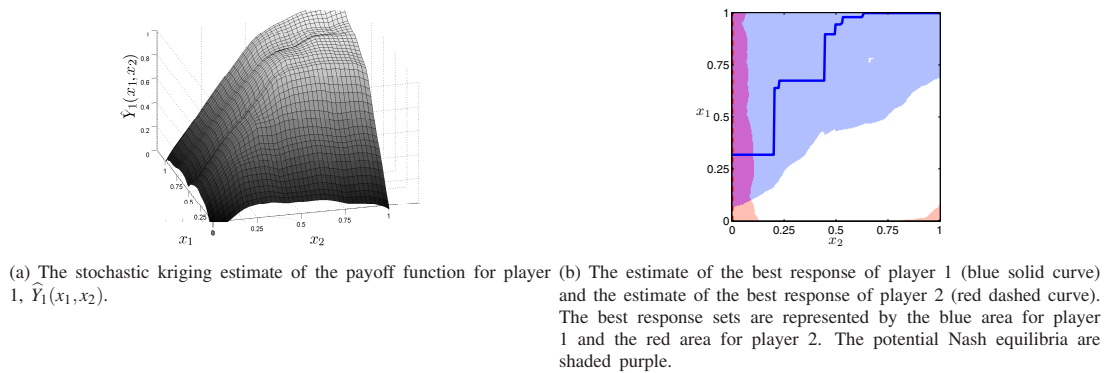 Ŷ₁(x₁,x₂)
1
0.8
0.6
0.4
0.2
0
1
0.75
0.5
0.25
0
0
0.25
0.5
0.75
1
x₁
x₂
(a) The stochastic kriging estimate of the payoff function for player
1, Ŷ₁(x₁,x₂).
1
0.75
x₁ 0.5
0.25
0
0 0.25 0.5 0.75 1
x₂
r
(b) The estimate of the best response of player 1 (blue solid curve)
and the estimate of the best response of player 2 (red dashed curve).
The best response sets are represented by the blue area for player
1 and the red area for player 2. The potential Nash equilibria are
shaded purple.